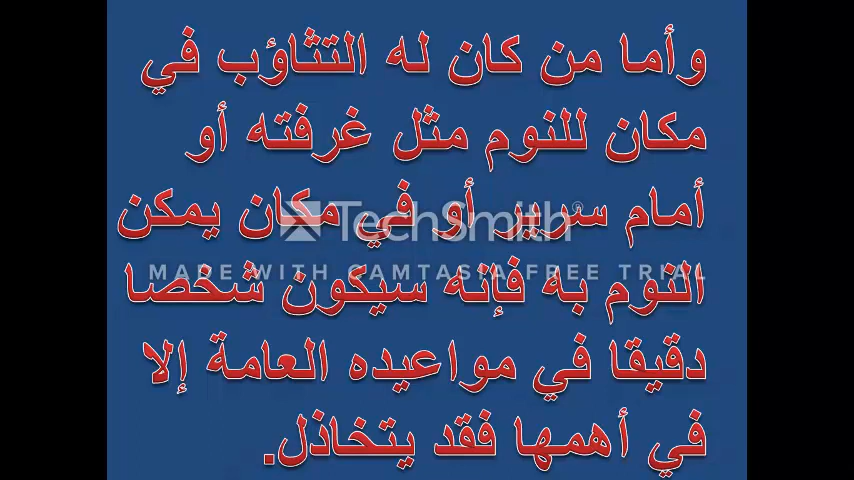 وأما من كان له التثاؤب في
مكان للنوم مثل غرفته أو
أمام سرير أو في مكان يمكن
TechSmith®
MADE WITH CAMTASIA FREE TRIAL
النوم به فإنه سيكون شخصا
دقيقا في مواعيده العامة إلا
في أهمها فقد يتخاذل.